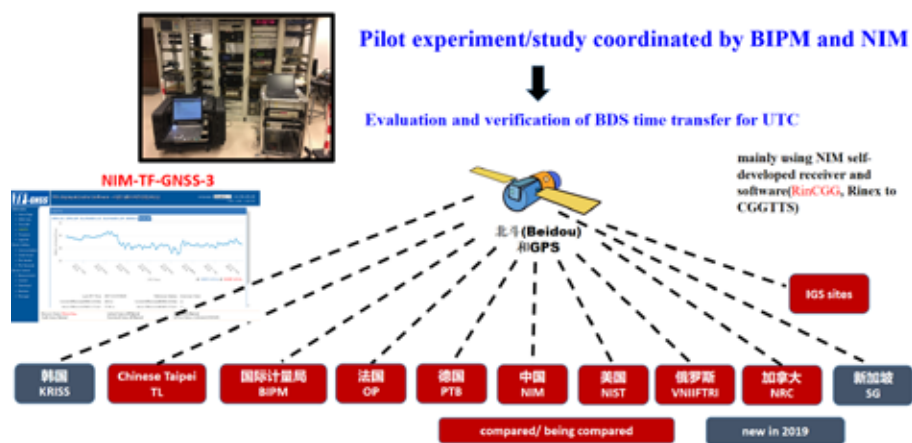 Pilot experiment/study coordinated by BIPM and NIM
Evaluation and verification of BDS time transfer for UTC
NIM-TF-GNSS-3
mainly using NIM self-
developed receiver and
software(RinCGG, Rinex to
CGGTTS)
北斗(Beidou)
和GPS
IGS sites
韩国
KRISS
Chinese Taipei
TL
国际计量局
BIPM
法国
OP
德国
PTB
中国
NIM
美国
NIST
俄罗斯
VNIIFTRI
加拿大
NRC
新加坡
SG
compared/ being compared
new in 2019